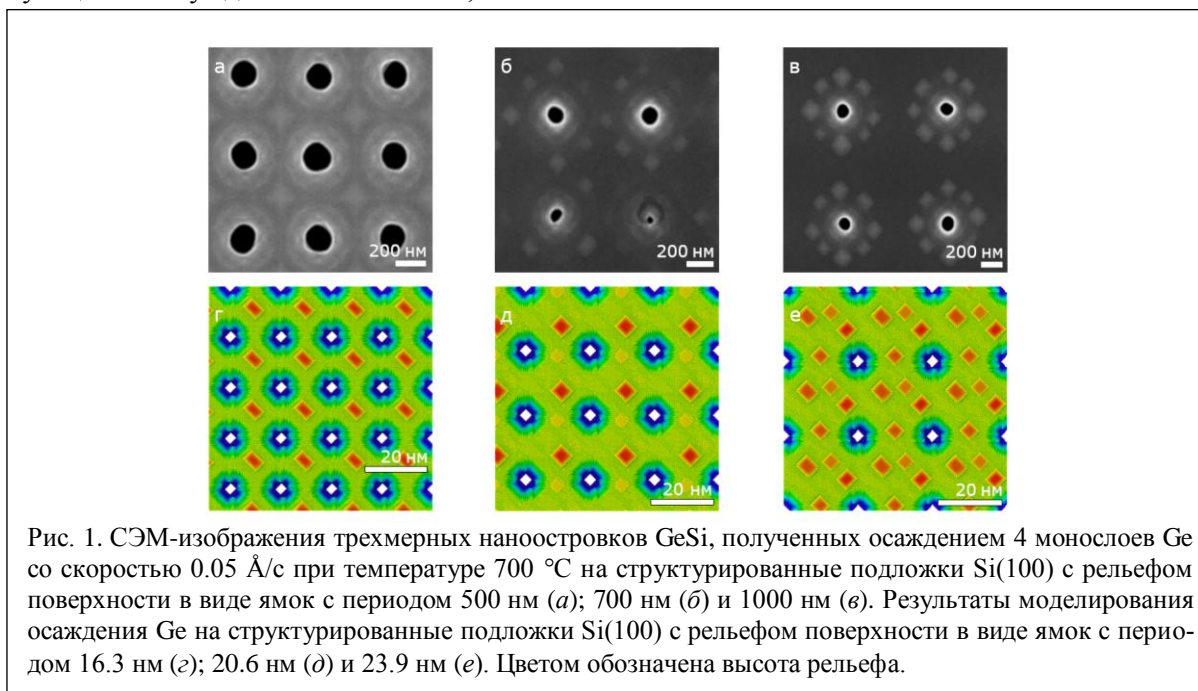 а
б
в
200 нм
200 нм
200 нм
г
д
е
20 нм
20 нм
20 нм
Рис. 1. СЭМ-изображения трехмерных наноостровков GeSi, полученных осаждением 4 монослоев Ge
со скоростью 0.05 Å/с при температуре 700 °C на структурированные подложки Si(100) с рельефом
поверхности в виде ямок с периодом 500 нм (а); 700 нм (б) и 1000 нм (в). Результаты моделирования
осаждения Ge на структурированные подложки Si(100) с рельефом поверхности в виде ямок с перио-
дом 16.3 нм (г); 20.6 нм (д) и 23.9 нм (е). Цветом обозначена высота рельефа.